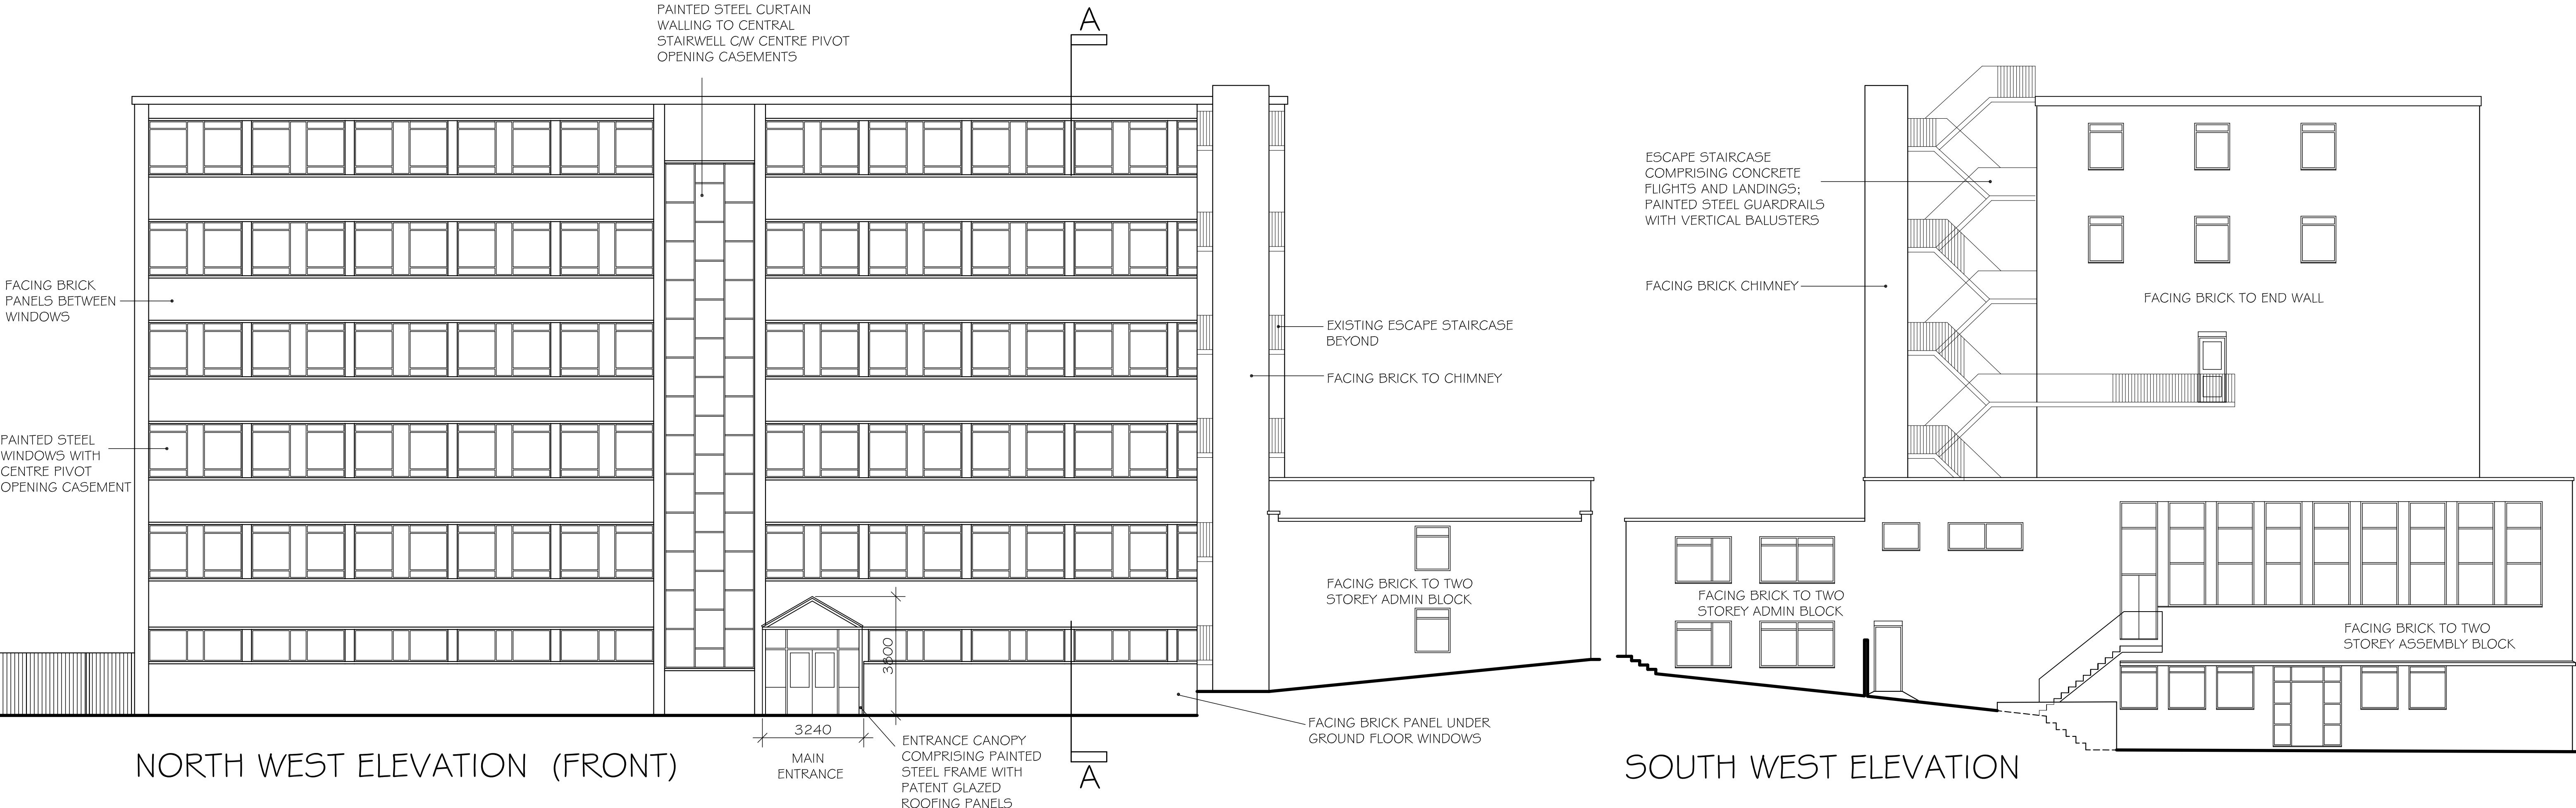 PAINTED STEEL CURTAIN
WALLING TO CENTRAL
STAIRWELL C/W CENTRE PIVOT
OPENING CASEMENTS
A
FACING BRICK
PANELS BETWEEN
WINDOWS
PAINTED STEEL
WINDOWS WITH
CENTRE PIVOT
OPENING CASEMENT
EXISTING ESCAPE STAIRCASE
BEYOND
FACING BRICK TO CHIMNEY
FACING BRICK TO TWO
STOREY ADMIN BLOCK
3800
3240
MAIN
ENTRANCE
ENTRANCE CANOPY
COMPRISING PAINTED
STEEL FRAME WITH
PATENT GLAZED
ROOFING PANELS
A
FACING BRICK PANEL UNDER
GROUND FLOOR WINDOWS
NORTH WEST ELEVATION (FRONT)
ESCAPE STAIRCASE
COMPRISING CONCRETE
FLIGHTS AND LANDINGS;
PAINTED STEEL GUARDRAILS
WITH VERTICAL BALUSTERS
FACING BRICK CHIMNEY
FACING BRICK TO END WALL
FACING BRICK TO TWO
STOREY ADMIN BLOCK
FACING BRICK TO TWO
STOREY ASSEMBLY BLOCK
SOUTH WEST ELEVATION